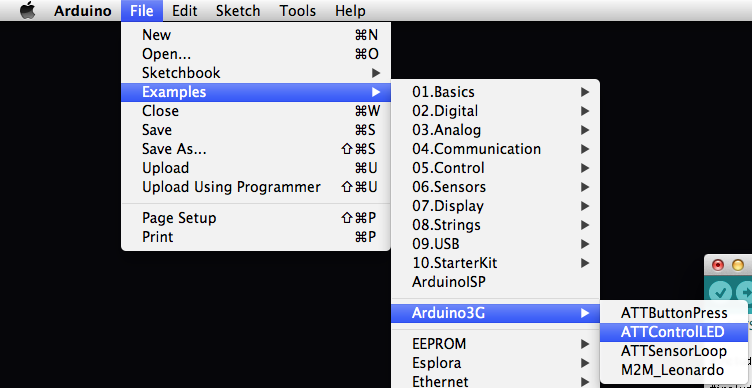 Arduino File Edit Sketch Tools Help
New ⌘N
Open... ⌘O
Sketchbook
Examples
Close ⌘W
Save ⌘S
Save As... ⇧⌘S
Upload ⌘U
Upload Using Programmer ⇧⌘U
Page Setup ⇧⌘P
Print ⌘P
01.Basics
02.Digital
03.Analog
04.Communication
05.Control
06.Sensors
07.Display
08.Strings
09.USB
10.StarterKit
ArduinoISP
Arduino3G
EEPROM
Esplora
Ethernet
ATTButtonPress
ATTControlLED
ATTSensorLoop
M2M_Leonardo